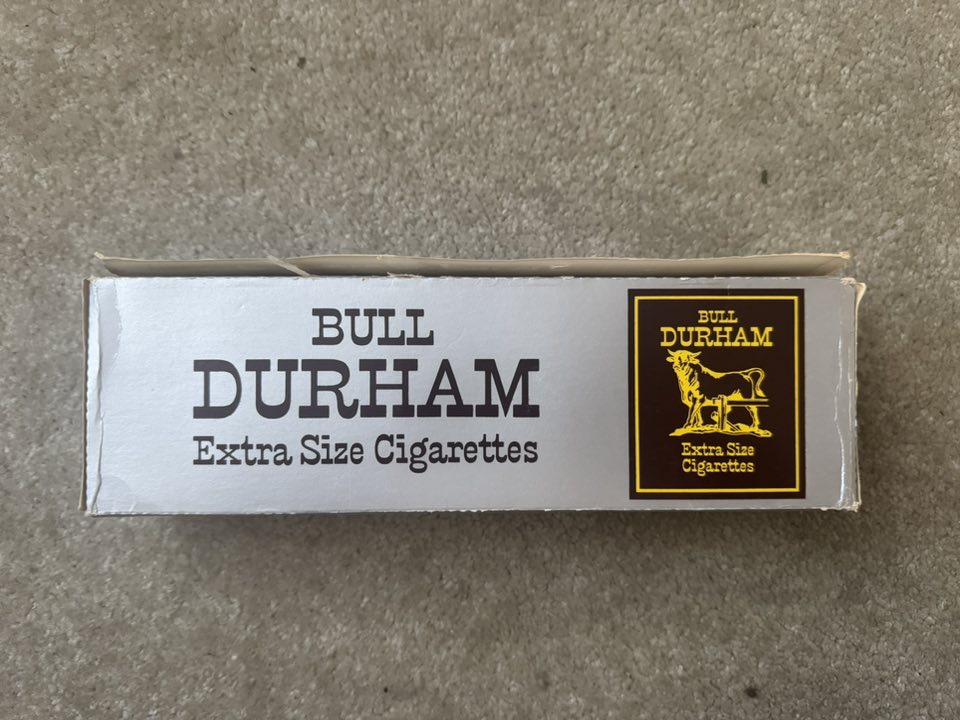 BULL
DURHAM
Extra Size Cigarettes
BULL
DURHAM
Extra Size
Cigarettes